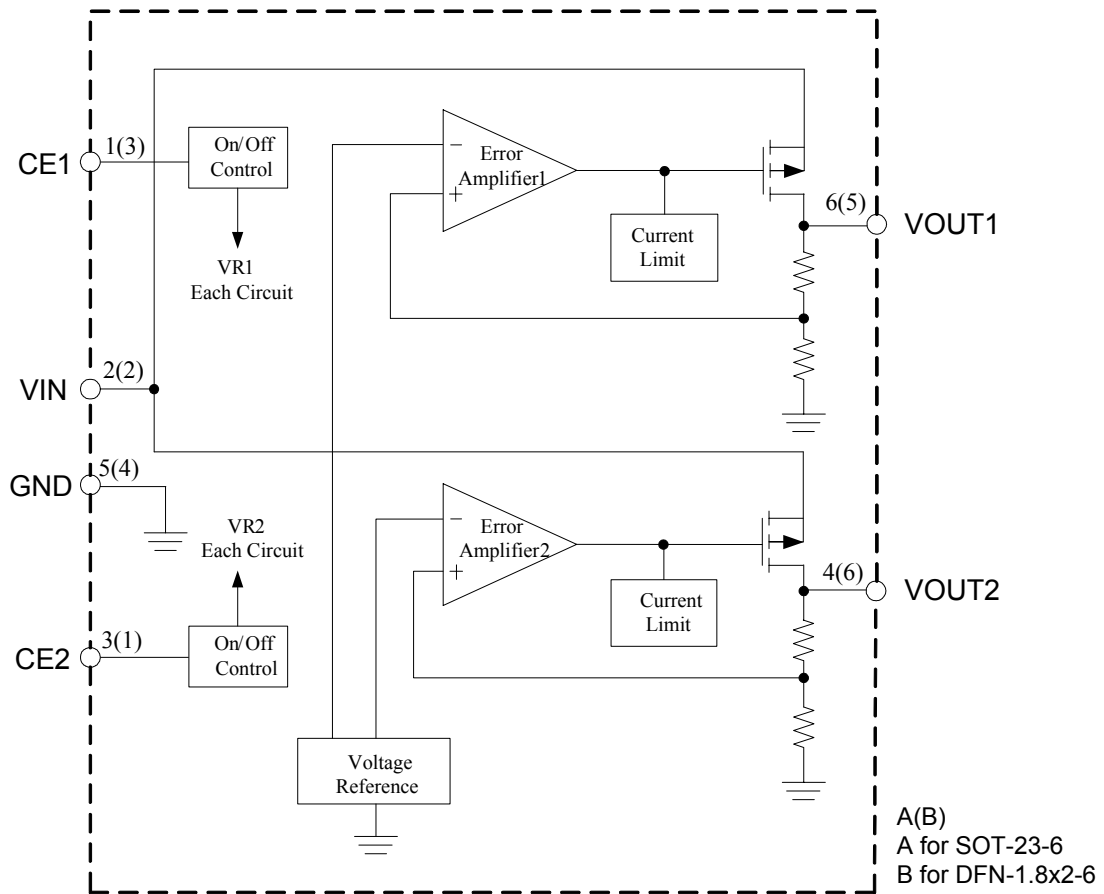 CE1
1(3)
On/Off
Control
VR1
Each Circuit
−
+
Error
Amplifier1
Current
Limit
6(5)
VOUT1
VIN
2(2)
GND
5(4)
VR2
Each Circuit
CE2
3(1)
On/Off
Control
−
+
Error
Amplifier2
Current
Limit
4(6)
VOUT2
Voltage
Reference
A(B)
A for SOT-23-6
B for DFN-1.8x2-6